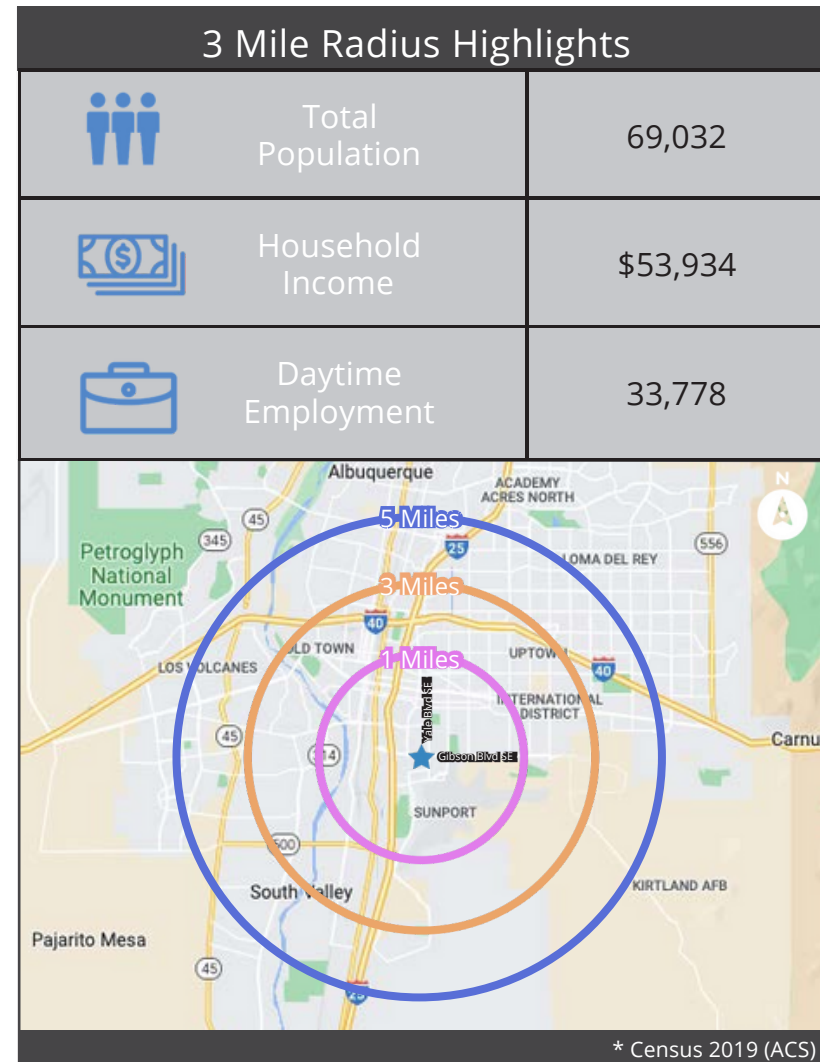 3 Mile Radius Highlights
Total
Population
69,032
Household
Income
$53,934
Daytime
Employment
33,778
Albuquerque
ACADEMY
ACRES NORTH
N
45
5 Miles
345
25
556
Petroglyph
National
Monument
LOMA DEL REY
3 Miles
40
OLD TOWN
1 Miles
UPTOWN
LOS VOLCANES
40
Yale Blvd SE
INTERNATIONAL
DISTRICT
45
Carnu
314
Gibson Blvd SE
SUNPORT
500
South Valley
KIRTLAND AFB
Pajarito Mesa
45
25
* Census 2019 (ACS)